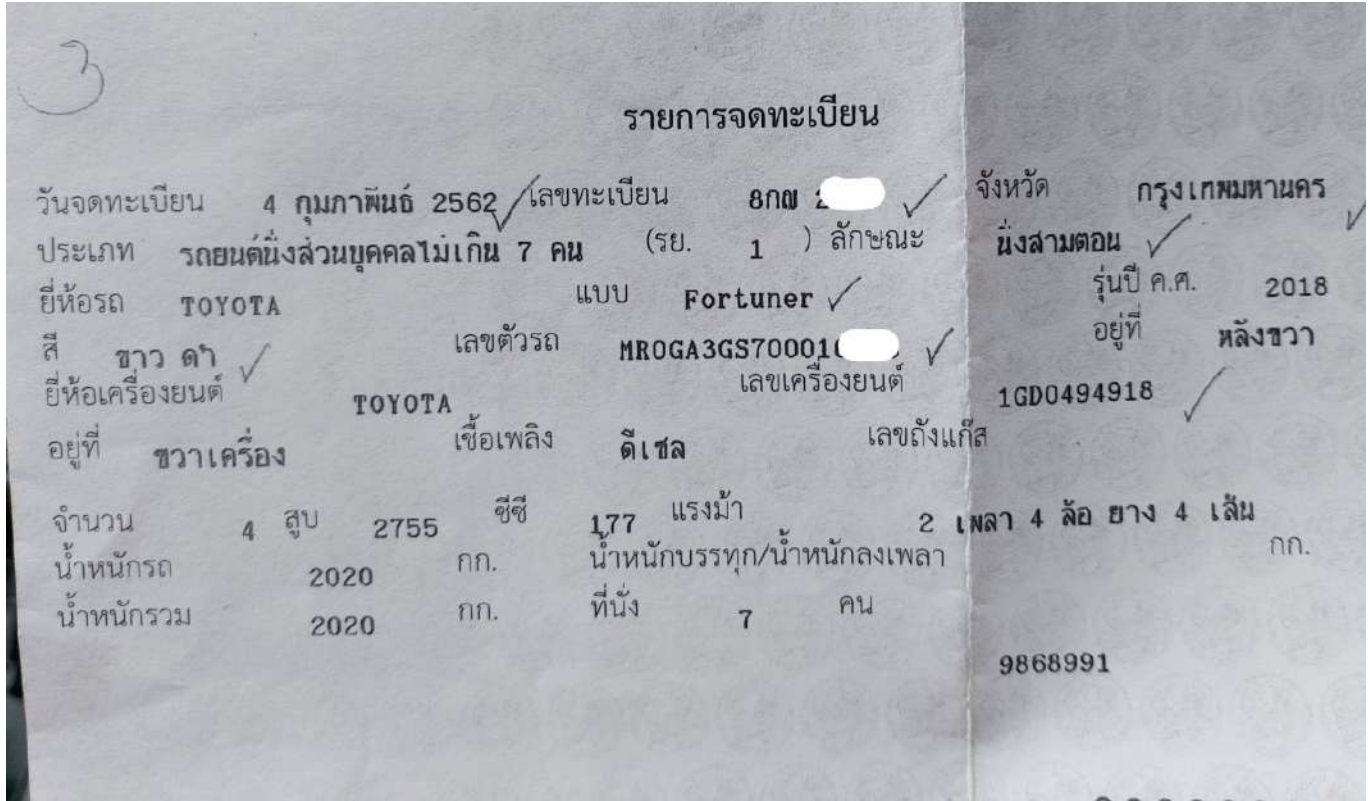 3
รายการจดทะเบียน
วันจดทะเบียน 4 กุมภาพันธ์ 2562 เลขทะเบียน 8กณ 2 จังหวัด กรุงเทพมหานคร
ประเภท รถยนต์นั่งส่วนบุคคลไม่เกิน 7 คน (รย. 1 ) ลักษณะ นั่งสามตอน
ยี่ห้อรถ TOYOTA แบบ Fortuner รุ่นปี ค.ศ. 2018
สี ขาว ดำ เลขตัวรถ MR0GA3GS700010 อยู่ที่ หลังขวา
ยี่ห้อเครื่องยนต์ TOYOTA เลขเครื่องยนต์ 1GD0494918
อยู่ที่ ขวาเครื่อง เชื้อเพลิง ดีเซล เลขถังแก๊ส
จำนวน 4 สูบ 2755 ซีซี 177 แรงม้า 2 เพลา 4 ล้อ ยาง 4 เส้น
น้ำหนักรถ 2020 กก. น้ำหนักบรรทุก/น้ำหนักลงเพลา กก.
น้ำหนักรวม 2020 กก. ที่นั่ง 7 คน
9868991